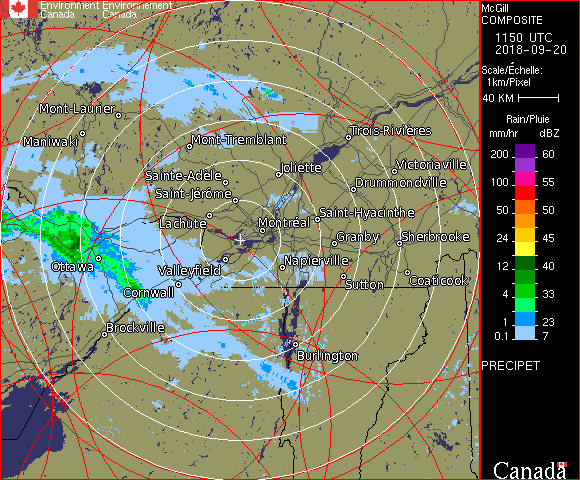 Environment Environnement
Canada Canada
McGill
COMPOSITE
1150 UTC
2018-09-20
Scale/Échelle:
1km/Pixel
40 KM
Rain/Pluie
mm/hr dBZ
200 60
100 55
50 50
24 45
12 40
4 33
0.1 23
7
PRECIPET
Canada
Mont-Laurier
Maniwaki
Mont-Tremblant
Trois-Rivières
Sainte-Adèle
Joliette
Victoriaville
Saint-Jérôme
Drummondville
Lachute
Montréal
Saint-Hyacinthe
Granby
Sherbrooke
Ottawa
Valleyfield
Napierville
Cornwall
Sutton
Coaticook
Brockville
Burlington